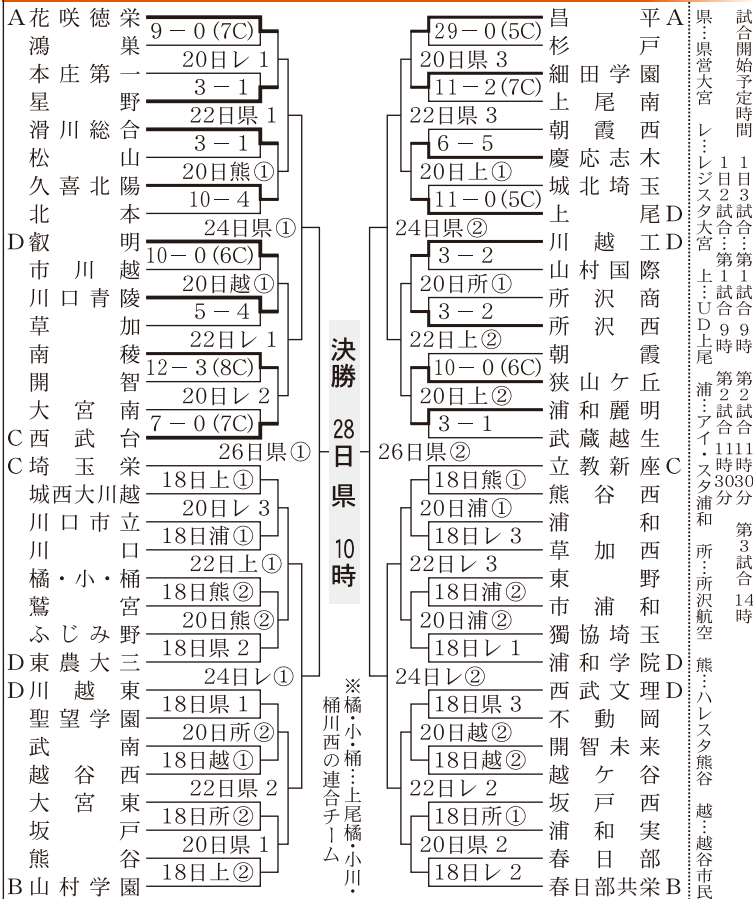 A 花咲徳栄
鴻巣
本庄第一
星野
滑川総合
松山
久喜北陽
北本
D 叡明
市川越
川口青陵
草加
南稜
開智
大宮南
C 西武台
C 埼玉栄
城西大川越
川口市立
川口
橘・小・桶
鷲宮
ふじみ野
D 東農大三
D 川越東
聖望学園
武南
越谷西
大宮東
坂戸
熊谷
B 山村学園
9－0(7C)
20日レ1
3－1
22日県1
3－1
20日熊①
10－4
24日県①
10－0(6C)
20日越①
5－4
22日レ1
12－3(8C)
20日レ2
7－0(7C)
26日県①
18日上①
20日レ3
18日浦①
22日上①
18日熊②
20日熊②
18日県2
24日レ①
18日県1
20日所②
18日越①
22日県2
18日所②
20日県1
18日上②
決勝 28日県 10時
※橘・小・桶…上尾橘・小川・
桶川西の連合チーム
29－0(5C)
20日県3
11－2(7C)
22日県3
6－5
20日上①
11－0(5C)
24日県②
3－2
20日所①
3－2
22日上②
10－0(6C)
20日上②
3－1
26日県②
18日熊①
20日浦①
18日レ3
22日レ3
18日浦②
20日浦②
18日レ1
24日レ②
18日県3
20日越②
18日越②
22日レ2
18日所①
20日県2
18日レ2
昌平 A
杉戸
細田学園
上尾南
朝霞西
慶応志木
城北埼玉
上尾 D
川越工 D
山村国際
所沢商
所沢西
朝霞
狭山ケ丘
浦和麗明
武蔵越生
立教新座 C
熊谷西
浦和
草加西
東野
市浦和
獨協埼玉
浦和学院 D
西武文理 D
不動岡
開智未来
越ケ谷
坂戸西
浦和実
春日部
春日部共栄 B
試合開始予定時間 1日3試合…第1試合 9時 第2試合11時30分 第3試合 14時
1日2試合…第1試合 9時 第2試合 11時30分
県…県営大宮 レ…レジスタ大宮 上…UD上尾 浦…アイ・スタ浦和 所…所沢航空 熊…ハレスタ熊谷 越…越谷市民